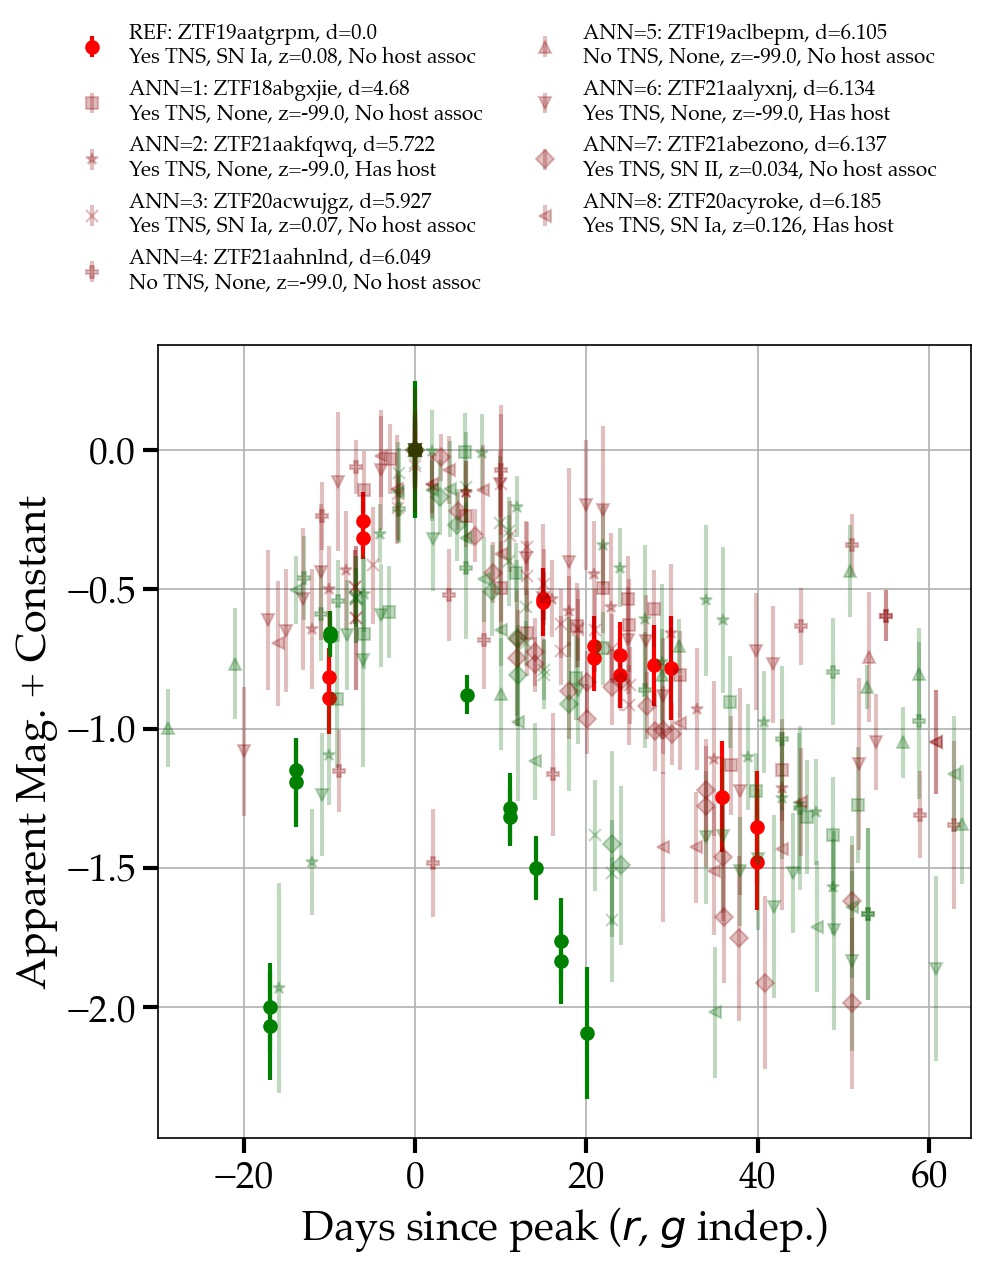 REF: ZTF19aatgrpm, d=0.0
Yes TNS, SN Ia, z=0.08, No host assoc
ANN=1: ZTF18abgxjie, d=4.68
Yes TNS, None, z=-99.0, No host assoc
ANN=2: ZTF21aakfqwq, d=5.722
Yes TNS, None, z=-99.0, Has host
ANN=3: ZTF20acwujgz, d=5.927
Yes TNS, SN Ia, z=0.07, No host assoc
ANN=4: ZTF21aahnlnd, d=6.049
No TNS, None, z=-99.0, No host assoc
ANN=5: ZTF19aclbepm, d=6.105
No TNS, None, z=-99.0, No host assoc
ANN=6: ZTF21aalyxnj, d=6.134
Yes TNS, None, z=-99.0, Has host
ANN=7: ZTF21abezono, d=6.137
Yes TNS, SN II, z=0.034, No host assoc
ANN=8: ZTF20acyroke, d=6.185
Yes TNS, SN Ia, z=0.126, Has host
Apparent Mag. + Constant
0.0
−0.5
−1.0
−1.5
−2.0
−20 0 20 40 60
Days since peak (r, g indep.)